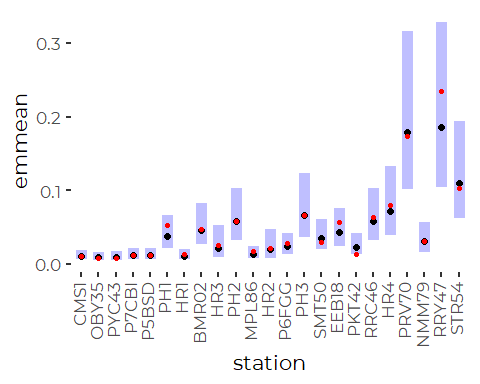 emmean
0.3
0.2
0.1
0.0
CMS1
OBY35
PYC43
P7CBI
P5BSD
PH1
HR1
BMR02
HR3
PH2
MPL86
HR2
P6FGG
PH3
SMT50
EEB18
PKT42
RRC46
HR4
PRV70
NMM79
RRY47
STR54
station